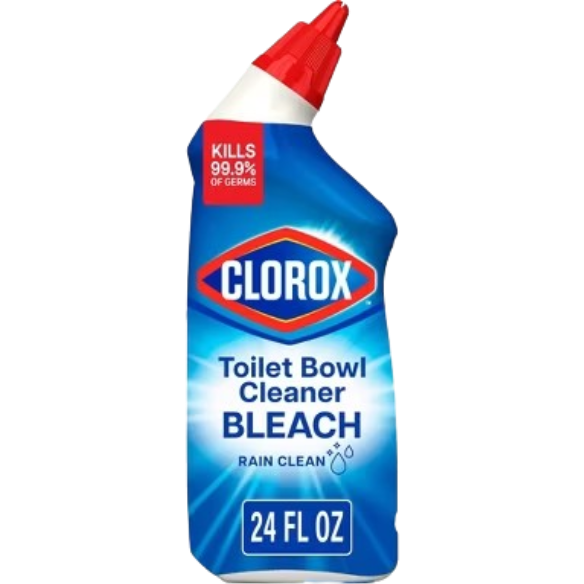 KILLS
99.9%
OF GERMS
CLOROX
Toilet Bowl
Cleaner
BLEACH
RAIN CLEAN
24 FL OZ